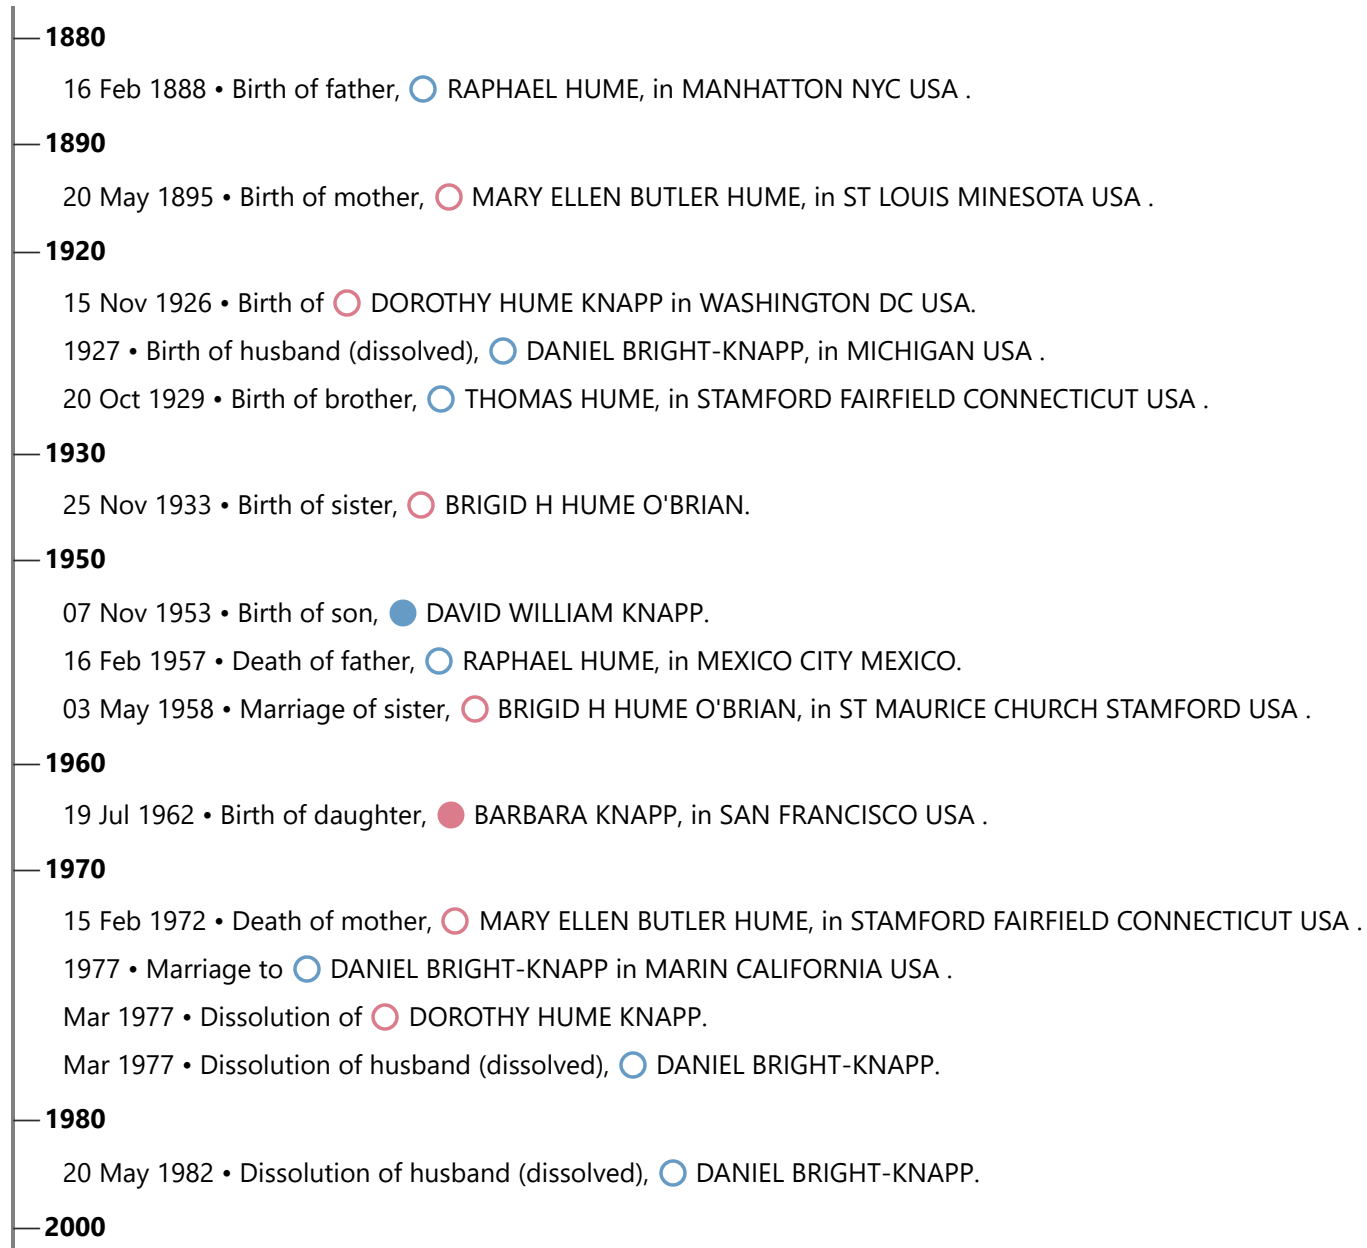 1880
16 Feb 1888 • Birth of father, RAPHAEL HUME, in MANHATTON NYC USA .
1890
20 May 1895 • Birth of mother, MARY ELLEN BUTLER HUME, in ST LOUIS MINESOTA USA .
1920
15 Nov 1926 • Birth of DOROTHY HUME KNAPP in WASHINGTON DC USA.
1927 • Birth of husband (dissolved), DANIEL BRIGHT-KNAPP, in MICHIGAN USA .
20 Oct 1929 • Birth of brother, THOMAS HUME, in STAMFORD FAIRFIELD CONNECTICUT USA .
1930
25 Nov 1933 • Birth of sister, BRIGID H HUME O'BRIAN.
1950
07 Nov 1953 • Birth of son, DAVID WILLIAM KNAPP.
16 Feb 1957 • Death of father, RAPHAEL HUME, in MEXICO CITY MEXICO.
03 May 1958 • Marriage of sister, BRIGID H HUME O'BRIAN, in ST MAURICE CHURCH STAMFORD USA .
1960
19 Jul 1962 • Birth of daughter, BARBARA KNAPP, in SAN FRANCISCO USA .
1970
15 Feb 1972 • Death of mother, MARY ELLEN BUTLER HUME, in STAMFORD FAIRFIELD CONNECTICUT USA .
1977 • Marriage to DANIEL BRIGHT-KNAPP in MARIN CALIFORNIA USA .
Mar 1977 • Dissolution of DOROTHY HUME KNAPP.
Mar 1977 • Dissolution of husband (dissolved), DANIEL BRIGHT-KNAPP.
1980
20 May 1982 • Dissolution of husband (dissolved), DANIEL BRIGHT-KNAPP.
2000